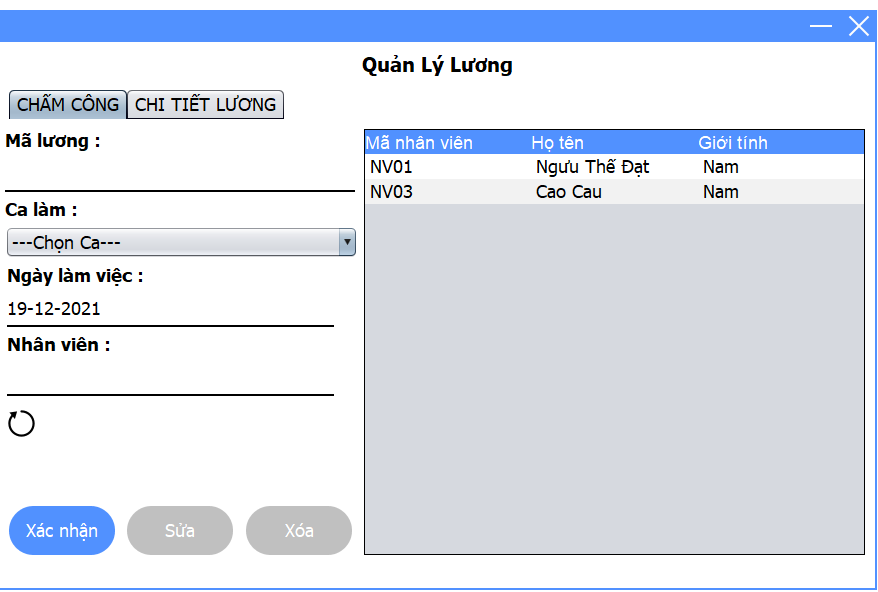 Quản Lý Lương
CHẤM CÔNG CHI TIẾT LƯƠNG
Mã lương :
Ca làm :
---Chọn Ca---
Ngày làm việc :
19-12-2021
Nhân viên :
Xác nhận Sửa Xóa
Mã nhân viên Họ tên Giới tính
NV01 Ngưu Thế Đạt Nam
NV03 Cao Cau Nam